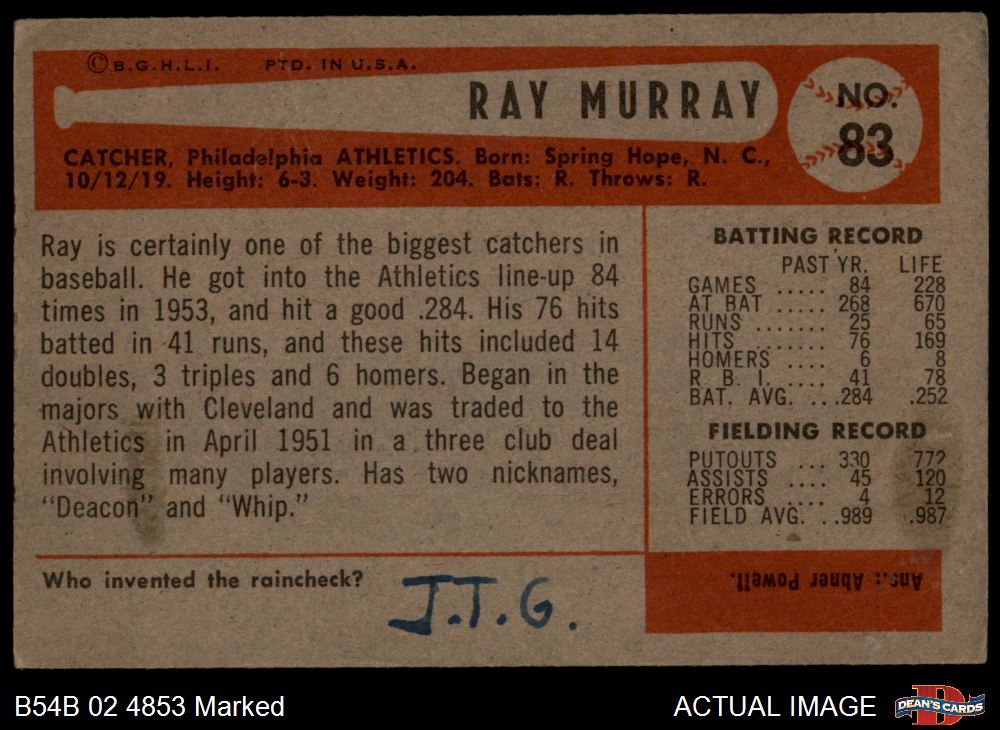 ©B.G.H.L.I. PTD. IN U.S.A.
RAY MURRAY
NO.
83
CATCHER, Philadelphia ATHLETICS. Born: Spring Hope, N. C.,
10/12/19. Height: 6-3. Weight: 204. Bats: R. Throws: R.
Ray is certainly one of the biggest catchers in
baseball. He got into the Athletics line-up 84
times in 1953, and hit a good .284. His 76 hits
batted in 41 runs, and these hits included 14
doubles, 3 triples and 6 homers. Began in the
majors with Cleveland and was traded to the
Athletics in April 1951 in a three club deal
involving many players. Has two nicknames,
"Deacon" and "Whip."
BATTING RECORD
PAST YR. LIFE
GAMES ..... 84 228
AT BAT ..... 268 670
RUNS ....... 25 65
HITS ....... 76 169
HOMERS .... 6 8
R. B. I. .... 41 78
BAT. AVG. ...284 .252
FIELDING RECORD
PUTOUTS ... 330 772
ASSISTS .... 45 120
ERRORS .... 4 12
FIELD AVG. ..989 .987
Who invented the raincheck?
J.T.G.
Ans.: Abner Powell.
B54B 02 4853 Marked
ACTUAL IMAGE
D
DEAN'S CARDS